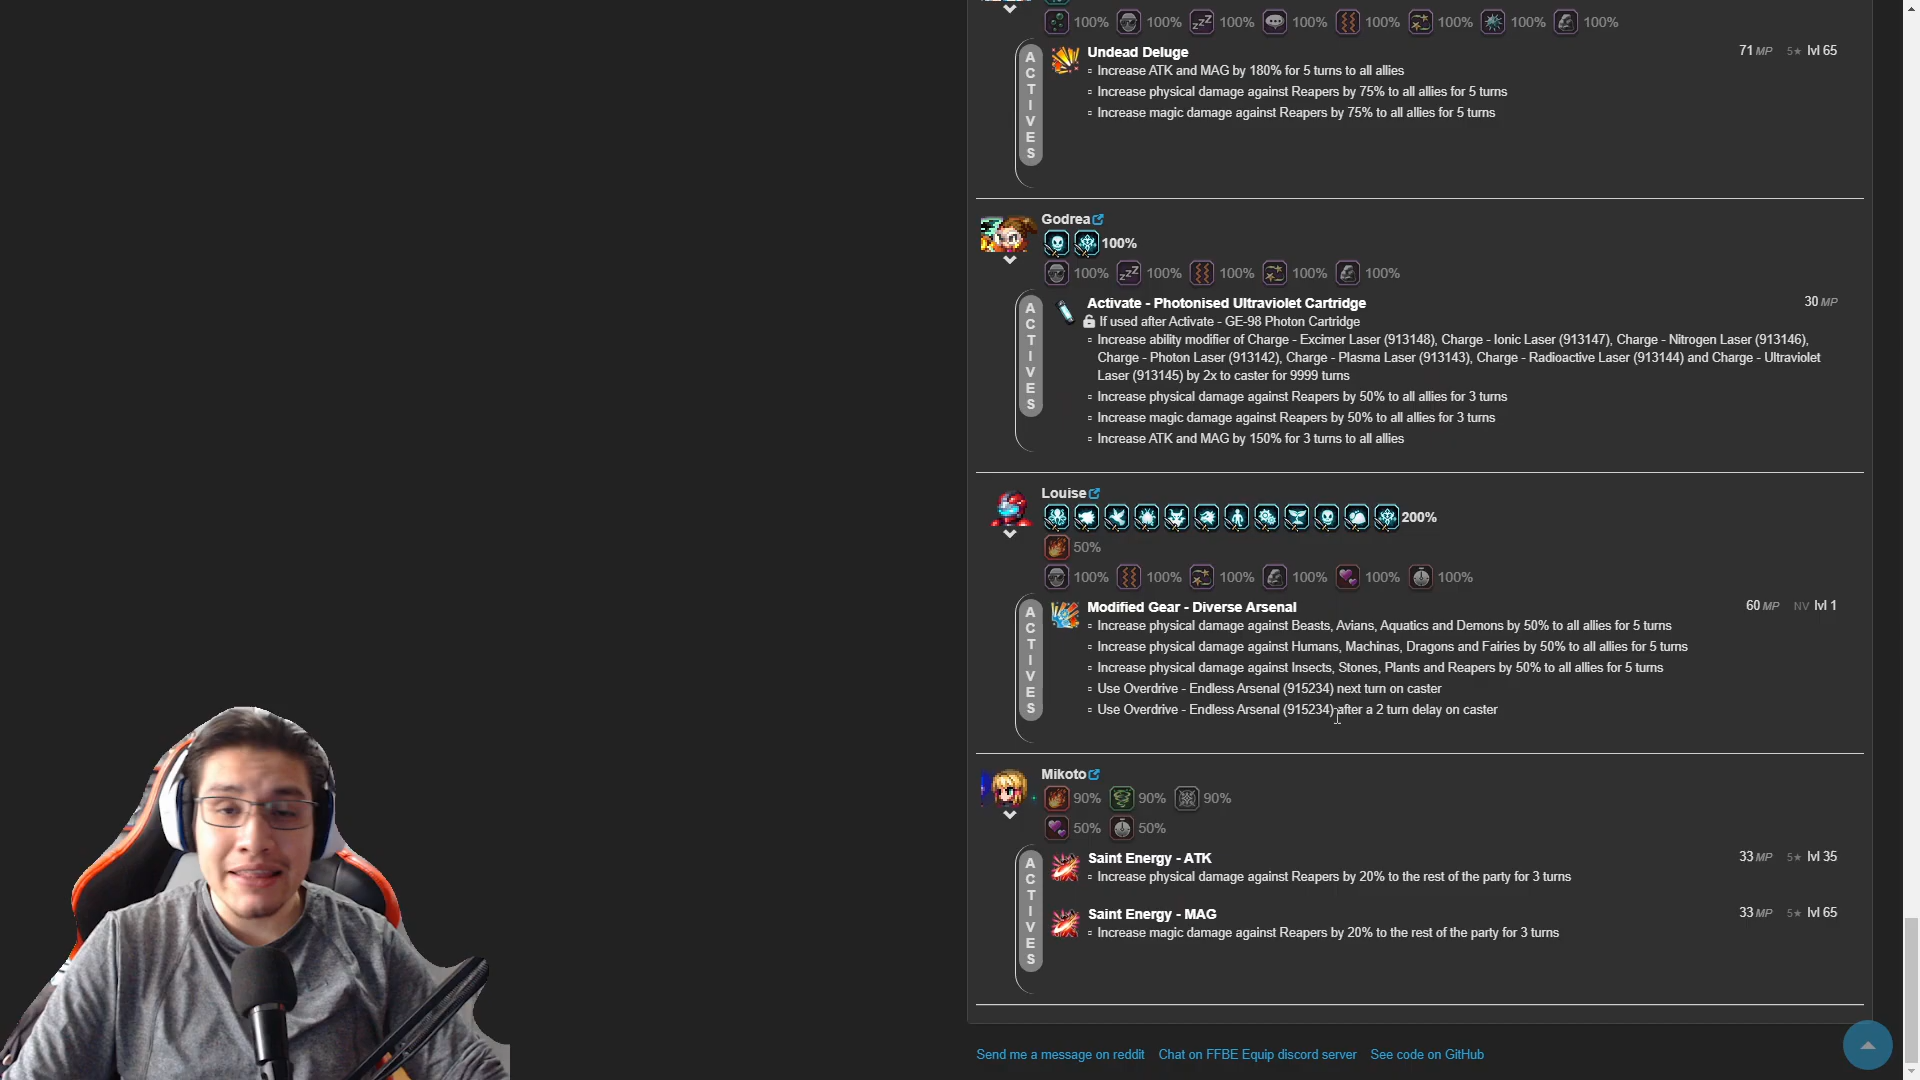 100% 100% zzZ 100% 100% 100% 100% 100% 100%
ACTIVES
Undead Deluge
71 MP 5★ lvl 65
▫ Increase ATK and MAG by 180% for 5 turns to all allies
▫ Increase physical damage against Reapers by 75% to all allies for 5 turns
▫ Increase magic damage against Reapers by 75% to all allies for 5 turns
Godrea
100%
100% zzZ 100% 100% 100% 100%
ACTIVES
Activate - Photonised Ultraviolet Cartridge
30 MP
If used after Activate - GE-98 Photon Cartridge
▫ Increase ability modifier of Charge - Excimer Laser (913148), Charge - Ionic Laser (913147), Charge - Nitrogen Laser (913146),
Charge - Photon Laser (913142), Charge - Plasma Laser (913143), Charge - Radioactive Laser (913144) and Charge - Ultraviolet
Laser (913145) by 2x to caster for 9999 turns
▫ Increase physical damage against Reapers by 50% to all allies for 3 turns
▫ Increase magic damage against Reapers by 50% to all allies for 3 turns
▫ Increase ATK and MAG by 150% for 3 turns to all allies
Louise
200%
50%
100% 100% 100% 100% 100% 100%
ACTIVES
Modified Gear - Diverse Arsenal
60 MP NV lvl 1
▫ Increase physical damage against Beasts, Avians, Aquatics and Demons by 50% to all allies for 5 turns
▫ Increase physical damage against Humans, Machinas, Dragons and Fairies by 50% to all allies for 5 turns
▫ Increase physical damage against Insects, Stones, Plants and Reapers by 50% to all allies for 5 turns
▫ Use Overdrive - Endless Arsenal (915234) next turn on caster
▫ Use Overdrive - Endless Arsenal (915234) after a 2 turn delay on caster
Mikoto
90% 90% 90%
50% 50%
ACTIVES
Saint Energy - ATK
33 MP 5★ lvl 35
▫ Increase physical damage against Reapers by 20% to the rest of the party for 3 turns
Saint Energy - MAG
33 MP 5★ lvl 65
▫ Increase magic damage against Reapers by 20% to the rest of the party for 3 turns
Send me a message on reddit Chat on FFBE Equip discord server See code on GitHub